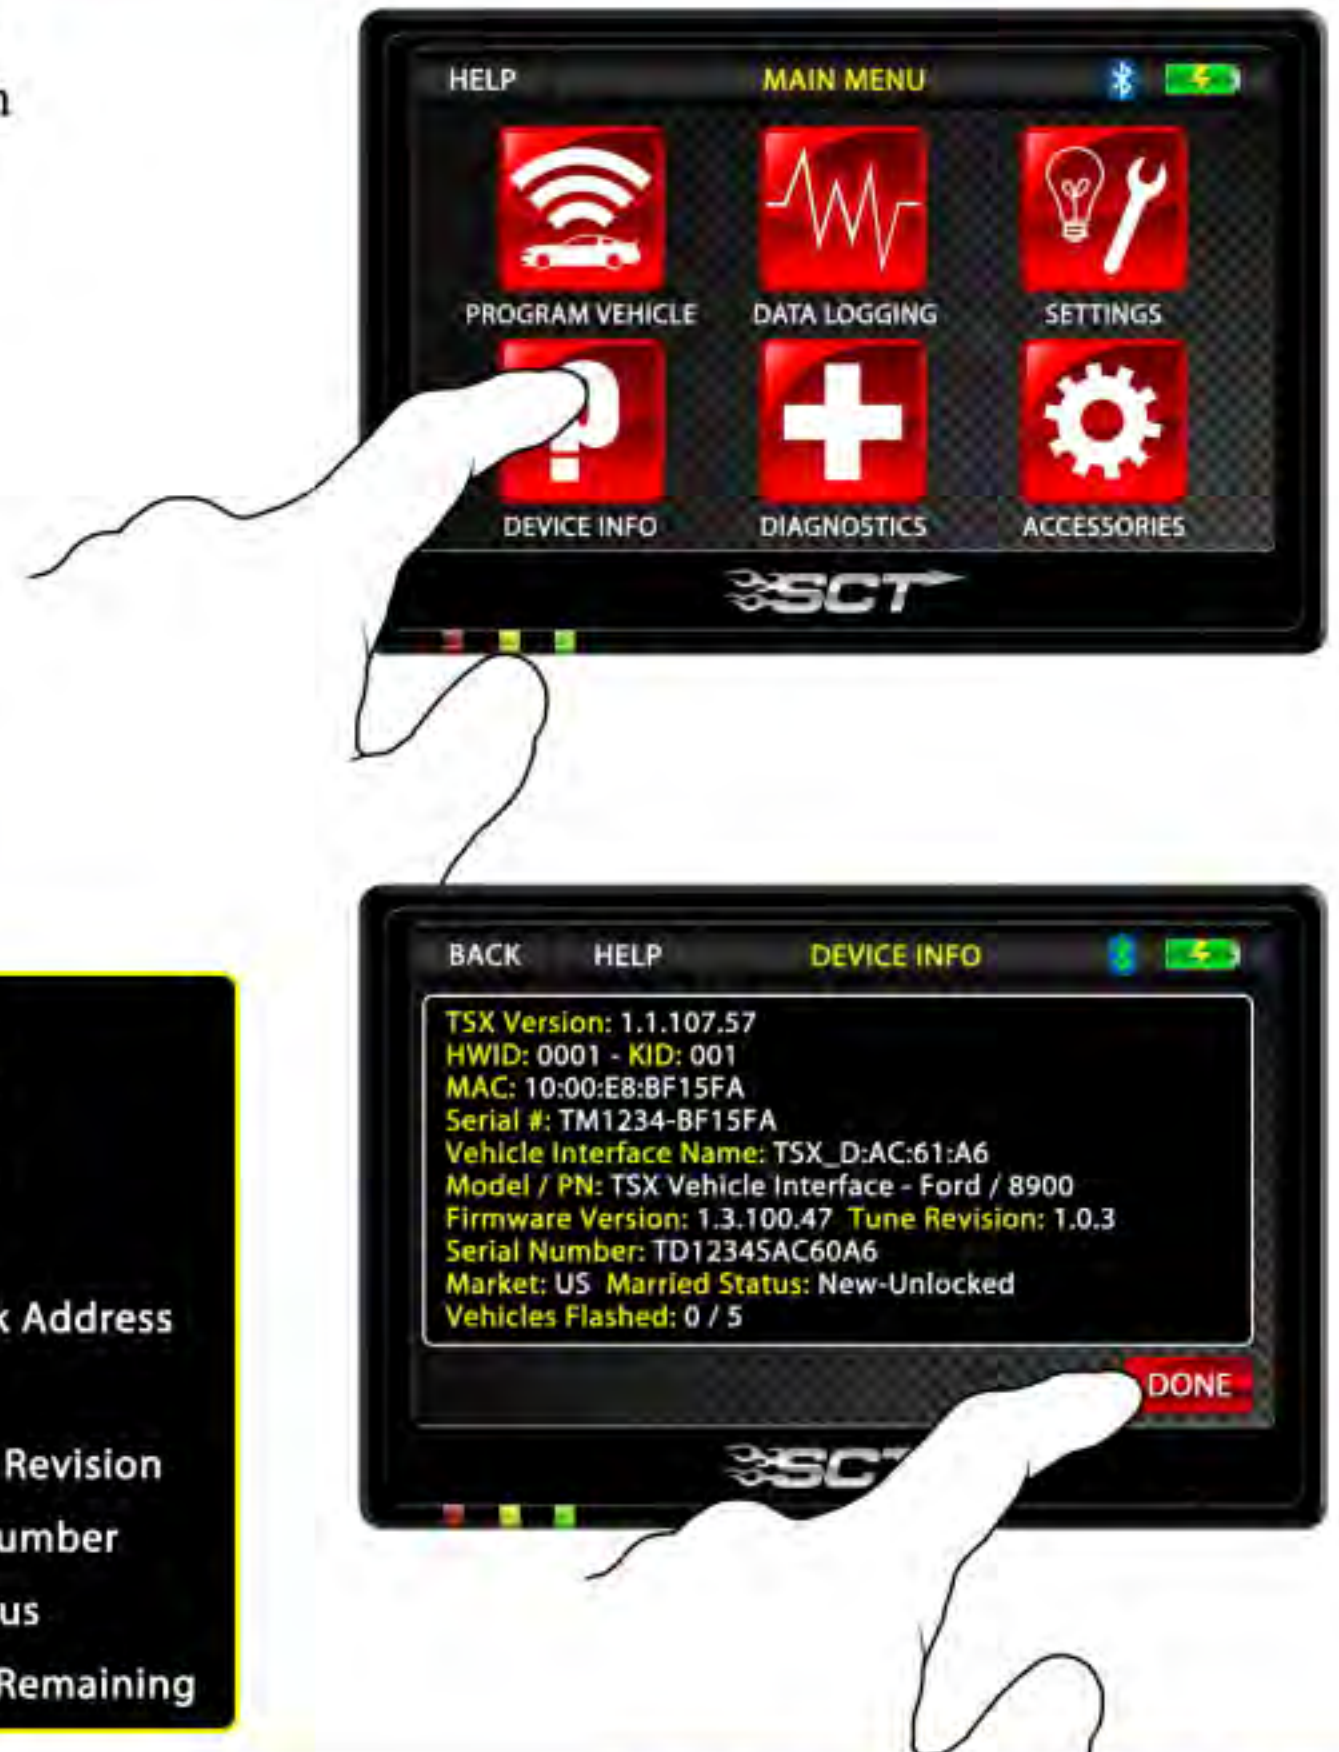 HELP MAIN MENU
PROGRAM VEHICLE DATA LOGGING SETTINGS
DEVICE INFO DIAGNOSTICS ACCESSORIES
SCT
BACK HELP DEVICE INFO
TSX Version: 1.1.107.57
HWID: 0001 - KID: 001
MAC: 10:00:E8:BF15FA
Serial #: TM1234-BF15FA
Vehicle Interface Name: TSX_D:AC:61:A6
Model / PN: TSX Vehicle Interface - Ford / 8900
Firmware Version: 1.3.100.47 Tune Revision: 1.0.3
Serial Number: TD1234SAC60A6
Market: US Married Status: New-Unlocked
Vehicles Flashed: 0 / 5
DONE
Address
Revision
umber
us
Remaining